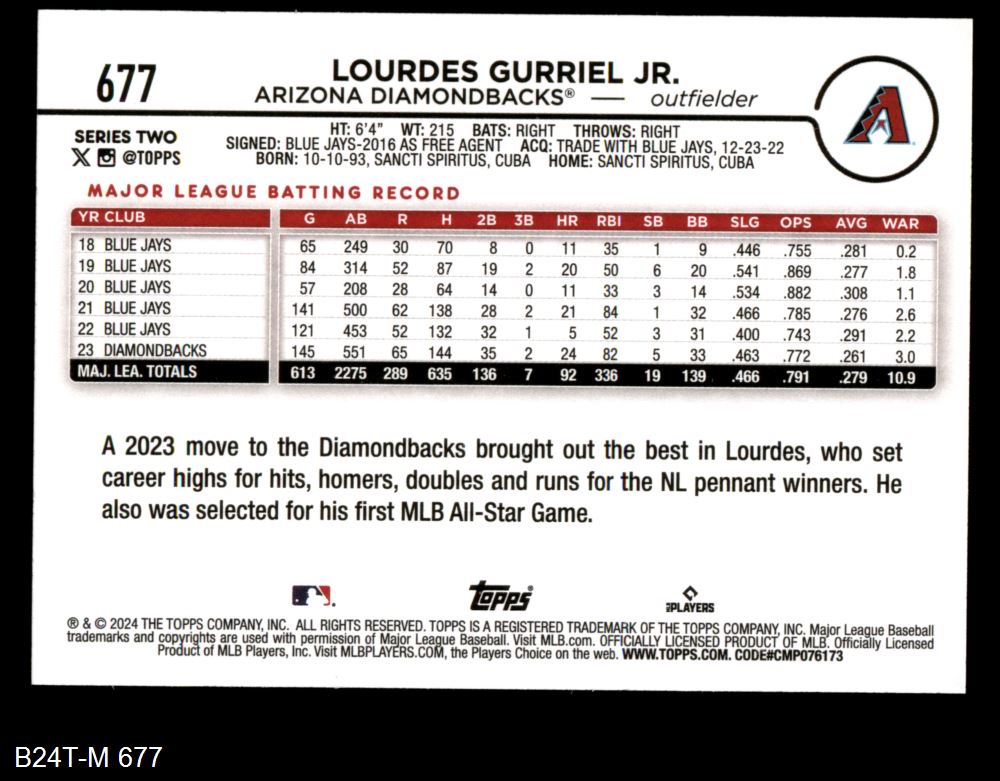 677
LOURDES GURRIEL JR.
ARIZONA DIAMONDBACKS® — outfielder
A
SERIES TWO
X @TOPPS
HT: 6'4" WT: 215 BATS: RIGHT THROWS: RIGHT
SIGNED: BLUE JAYS-2016 AS FREE AGENT ACQ: TRADE WITH BLUE JAYS, 12-23-22
BORN: 10-10-93, SANCTI SPIRITUS, CUBA HOME: SANCTI SPIRITUS, CUBA
MAJOR LEAGUE BATTING RECORD
YR CLUB G AB R H 2B 3B HR RBI SB BB SLG OPS AVG WAR
18 BLUE JAYS 65 249 30 70 8 0 11 35 1 9 .446 .755 .281 0.2
19 BLUE JAYS 84 314 52 87 19 2 20 50 6 20 .541 .869 .277 1.8
20 BLUE JAYS 57 208 28 64 14 0 11 33 3 14 .534 .882 .308 1.1
21 BLUE JAYS 141 500 62 138 28 2 21 84 1 32 .466 .785 .276 2.6
22 BLUE JAYS 121 453 52 132 32 1 5 52 3 31 .400 .743 .291 2.2
23 DIAMONDBACKS 145 551 65 144 35 2 24 82 5 33 .463 .772 .261 3.0
MAJ. LEA. TOTALS 613 2275 289 635 136 7 92 336 19 139 .466 .791 .279 10.9
A 2023 move to the Diamondbacks brought out the best in Lourdes, who set
career highs for hits, homers, doubles and runs for the NL pennant winners. He
also was selected for his first MLB All-Star Game.
Topps®
MLB PLAYERS
® & © 2024 THE TOPPS COMPANY, INC. ALL RIGHTS RESERVED. TOPPS IS A REGISTERED TRADEMARK OF THE TOPPS COMPANY, INC. Major League Baseball
trademarks and copyrights are used with permission of Major League Baseball. Visit MLB.com. OFFICIALLY LICENSED PRODUCT OF MLB. Officially Licensed
Product of MLB Players, Inc. Visit MLBPLAYERS.COM, the Players Choice on the web. WWW.TOPPS.COM. CODE#CMP076173
B24T-M 677